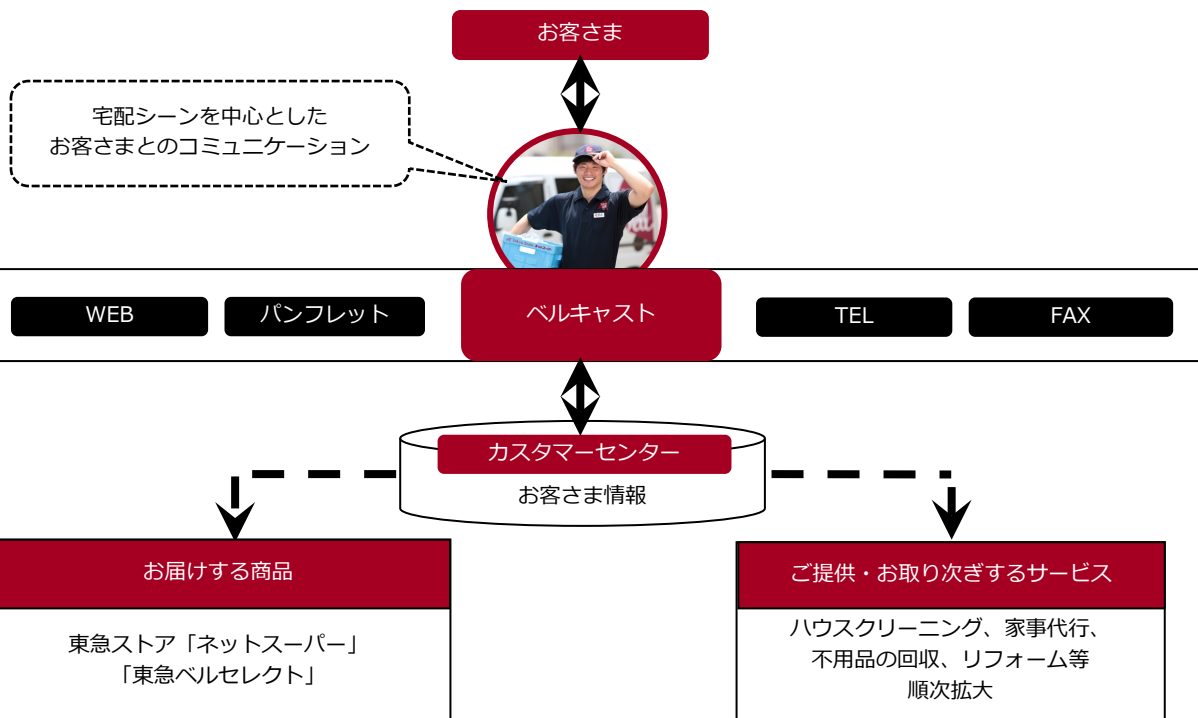 お客さま
宅配シーンを中心とした
お客さまとのコミュニケーション
WEB
パンフレット
ベルキャスト
TEL
FAX
カスタマーセンター
お客さま情報
お届けする商品
東急ストア「ネットスーパー」
「東急ベルセレクト」
ご提供・お取り次ぎするサービス
ハウスクリーニング、家事代行、
不用品の回収、リフォーム等
順次拡大